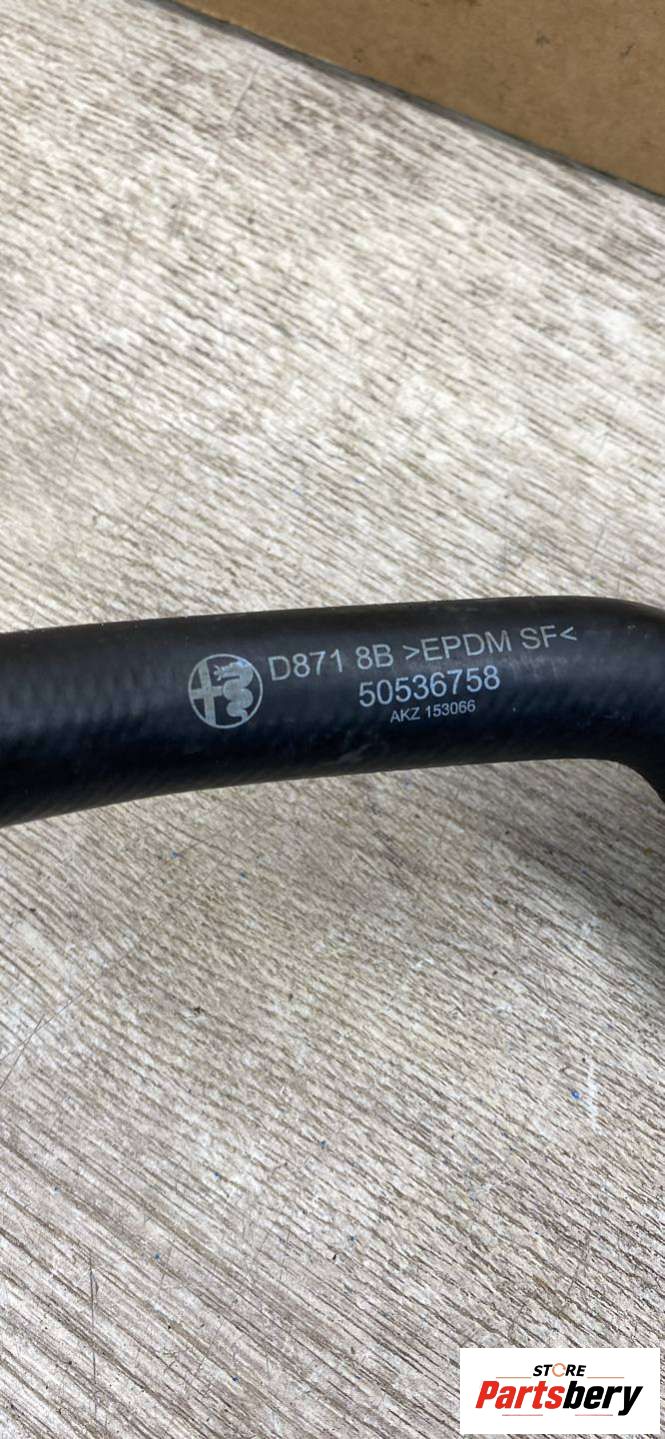 D871 8B >EPDM SF<
50536758
AKZ 153066
STORE
Partsbery